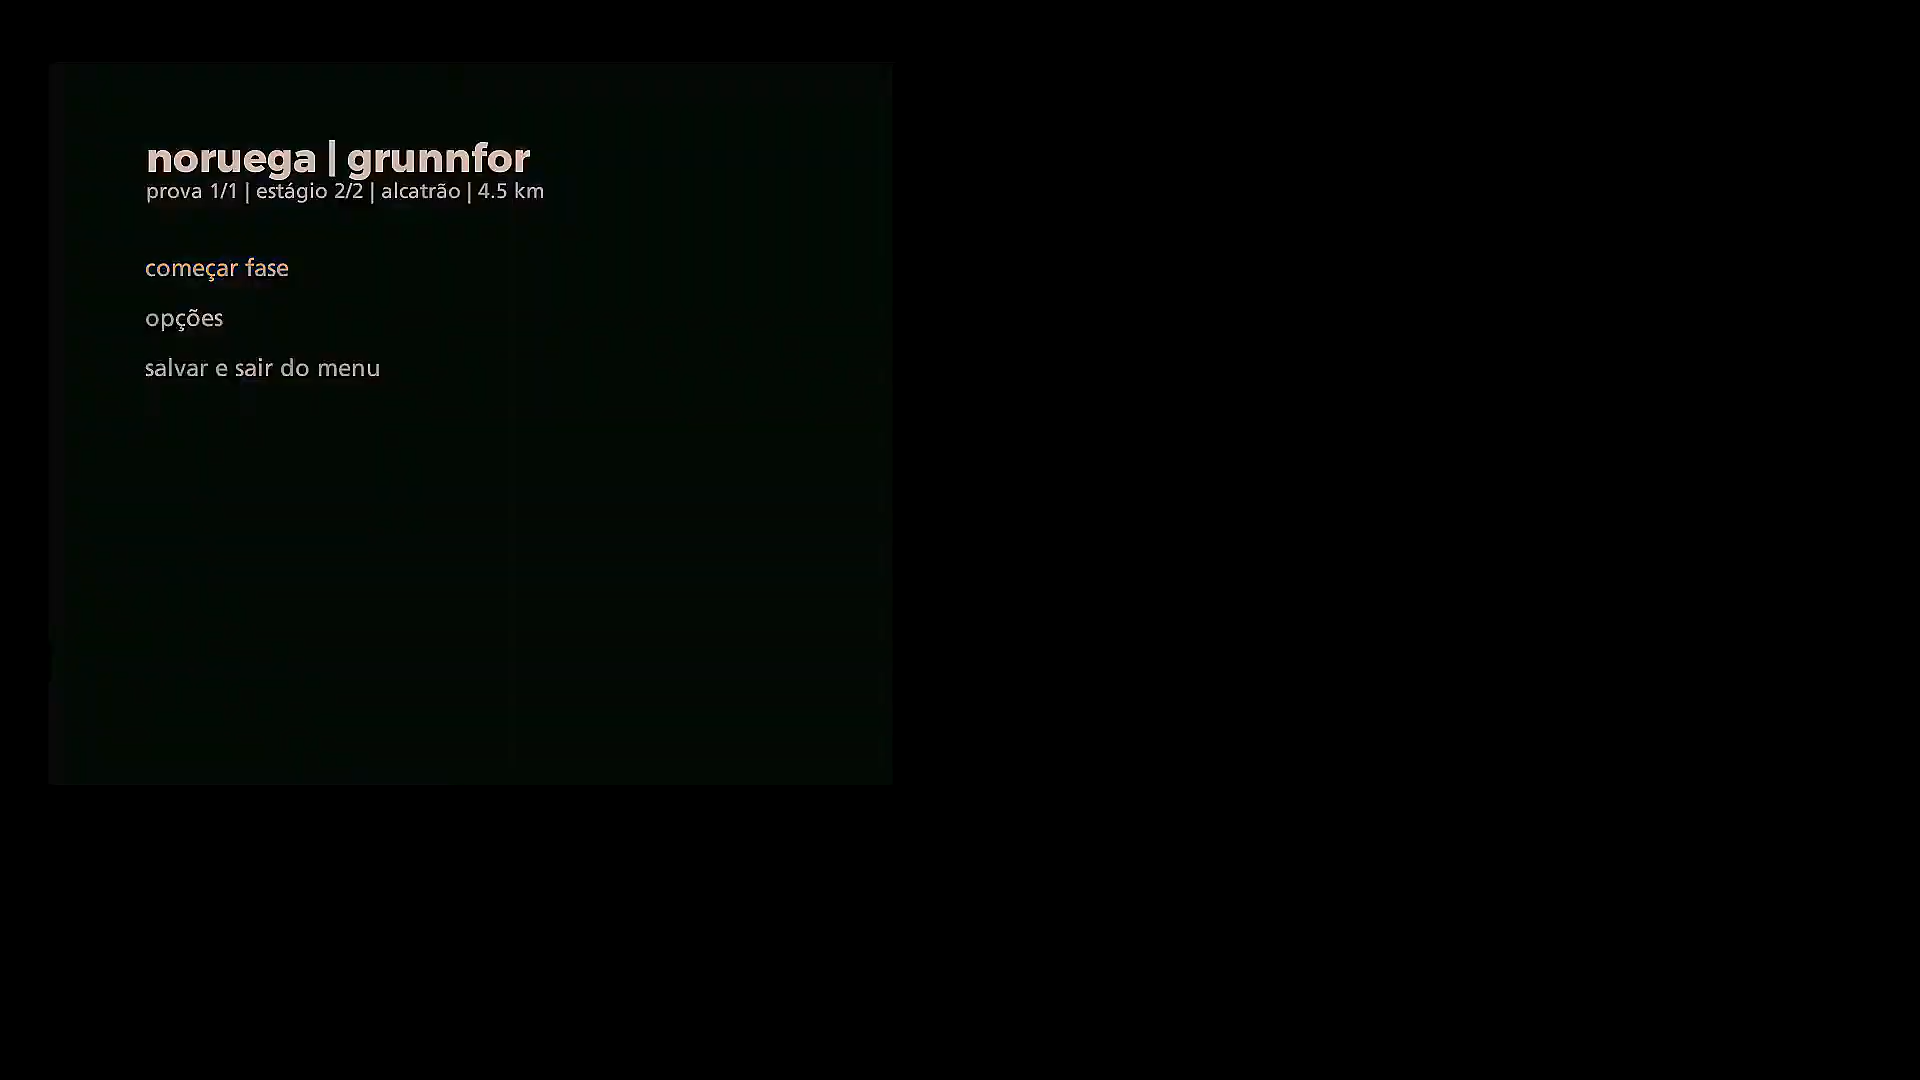 noruega | grunnfor
prova 1/1 | estágio 2/2 | alcatrão | 4.5 km
começar fase
opções
salvar e sair do menu